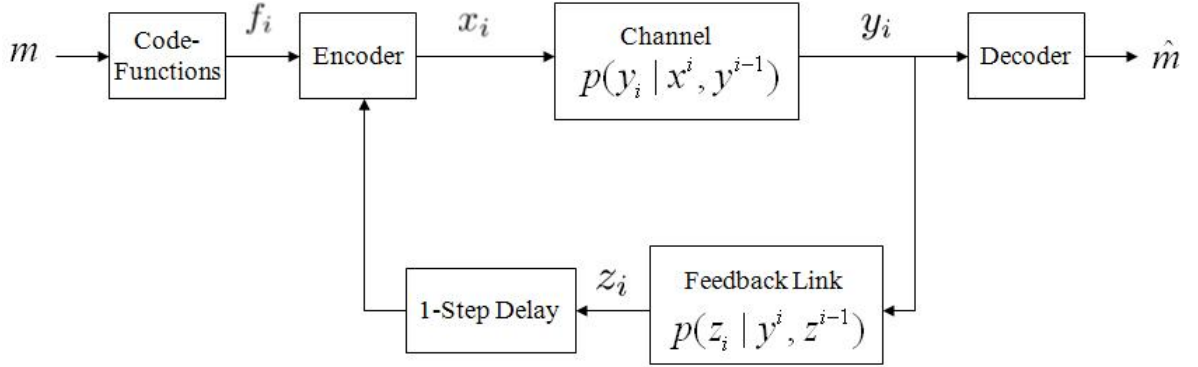 m
Code-
Functions
f_i
Encoder
x_i
Channel
p(y_i | x^i, y^{i-1})
y_i
Decoder
m̂
1-Step Delay
z_i
Feedback Link
p(z_i | y^i, z^{i-1})